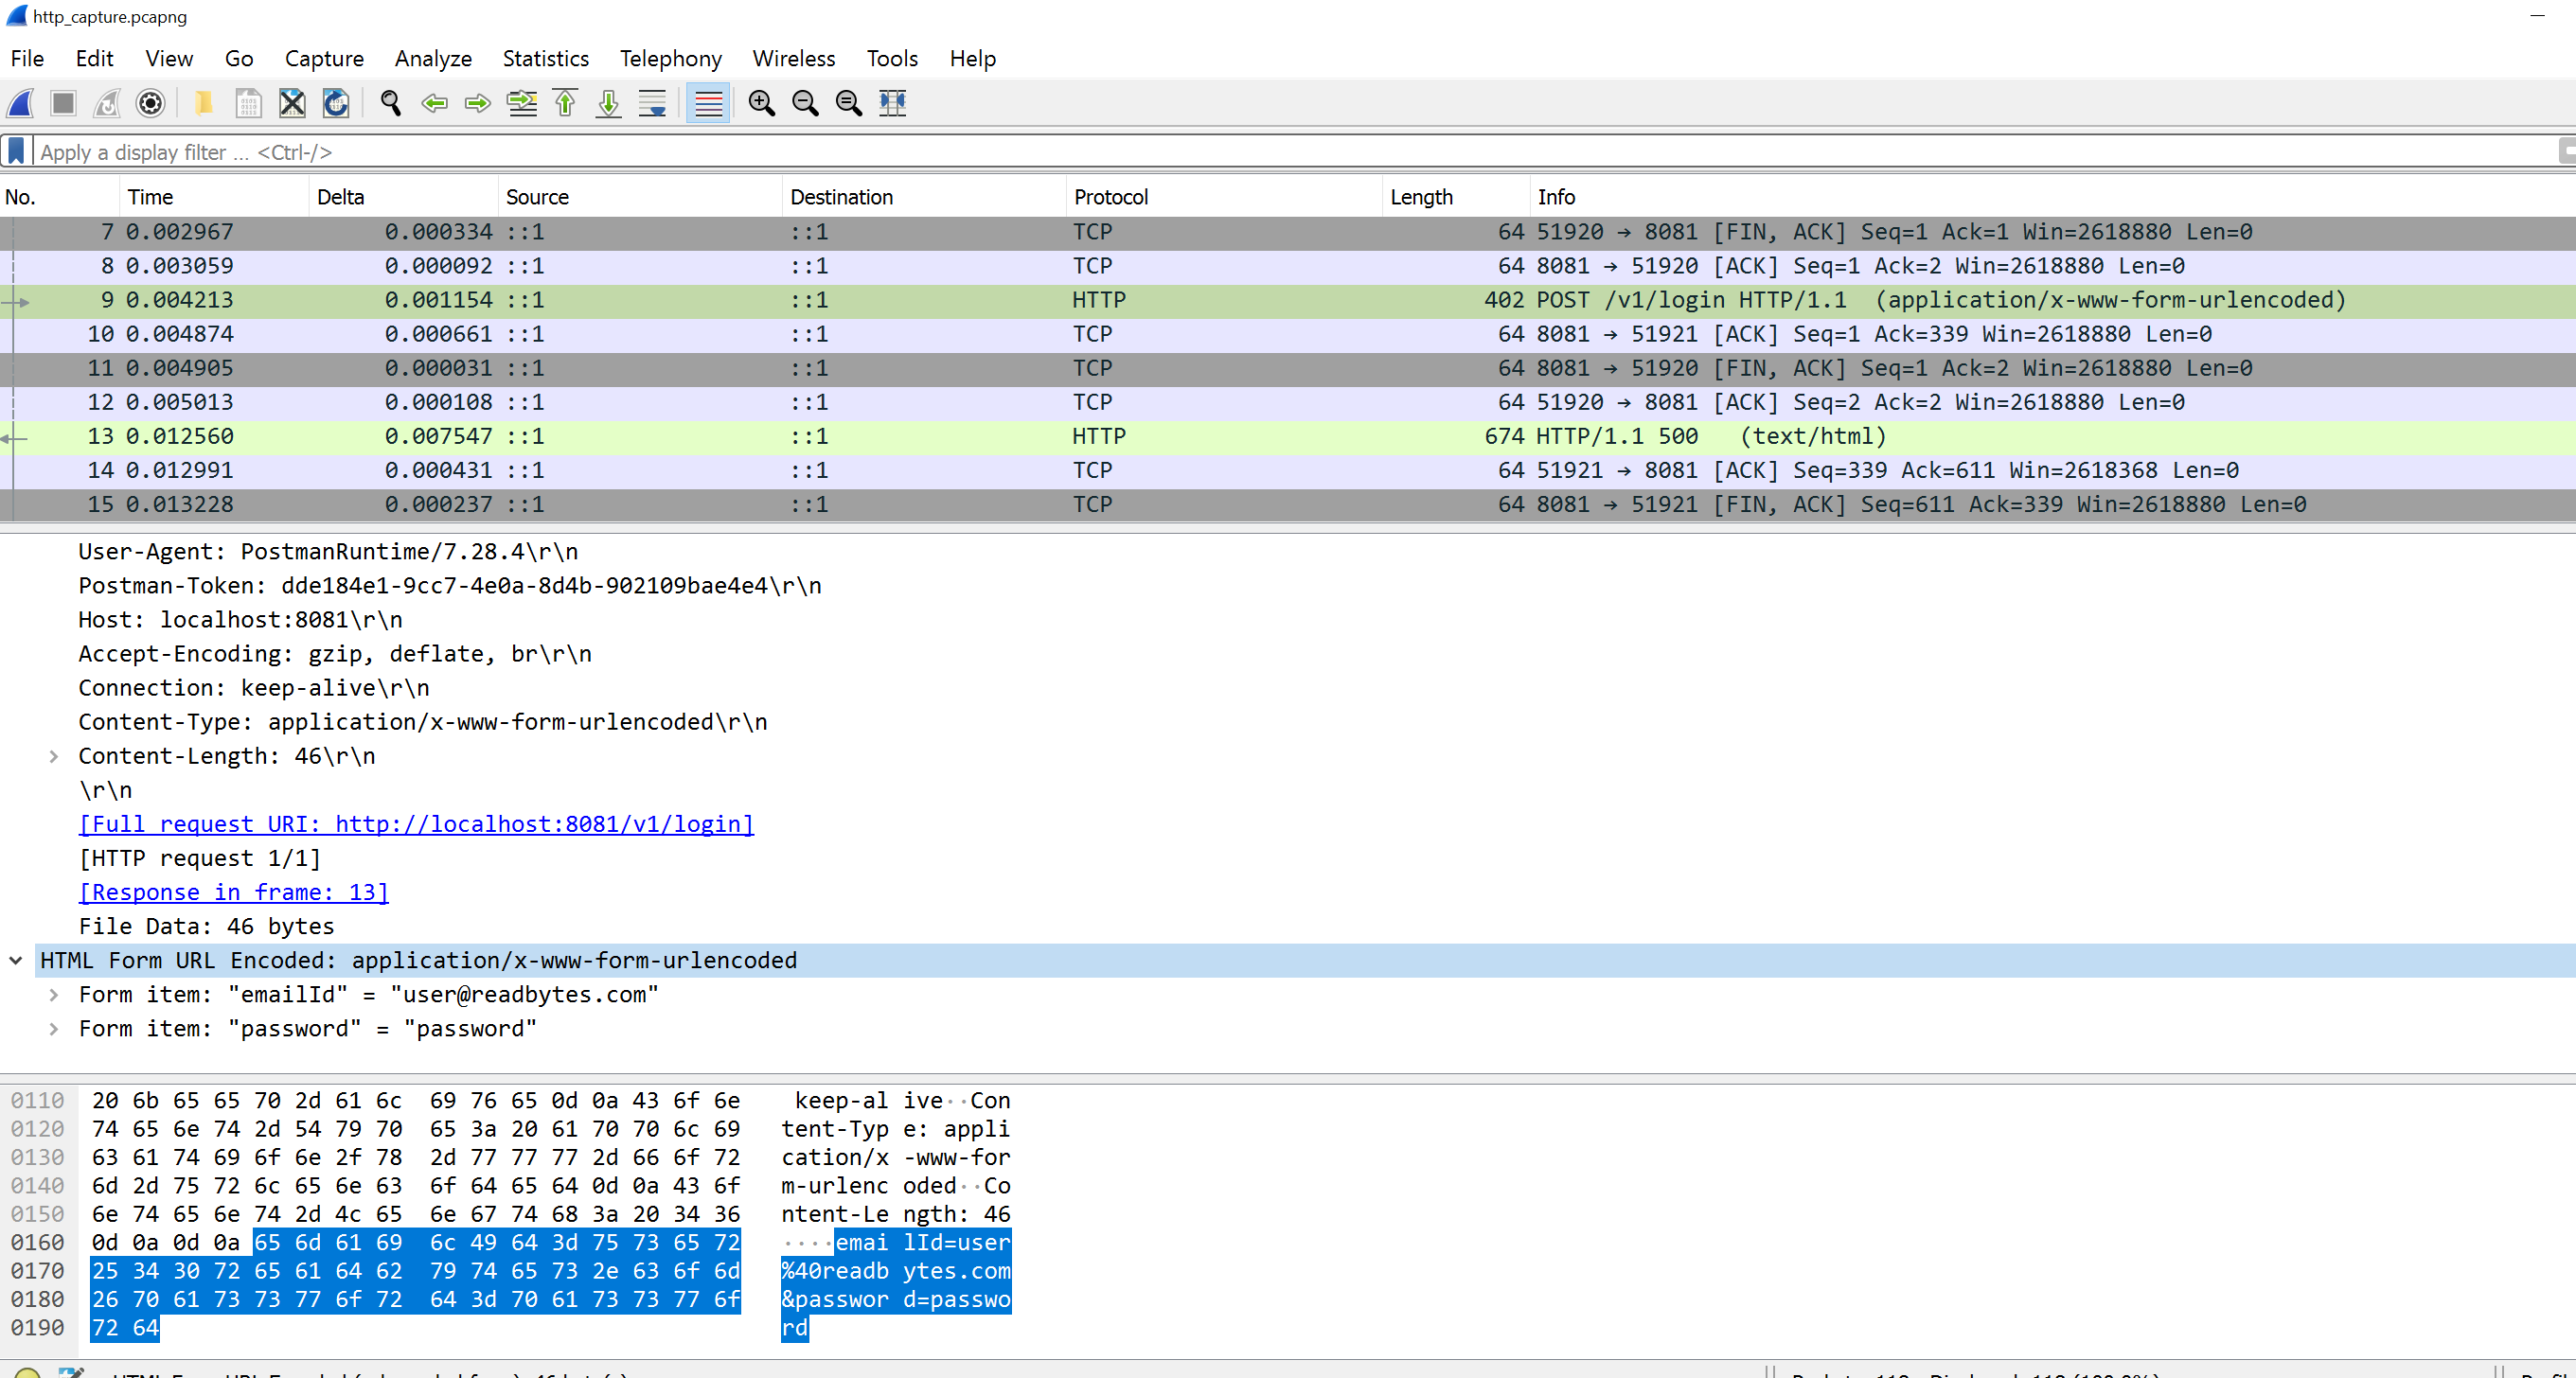 http_capture.pcapng
File Edit View Go Capture Analyze Statistics Telephony Wireless Tools Help
Apply a display filter ... <Ctrl-/>
No. Time Delta Source Destination Protocol Length Info
7 0.002967 0.000334 ::1 ::1 TCP 64 51920 → 8081 [FIN, ACK] Seq=1 Ack=1 Win=2618880 Len=0
8 0.003059 0.000092 ::1 ::1 TCP 64 8081 → 51920 [ACK] Seq=1 Ack=2 Win=2618880 Len=0
9 0.004213 0.001154 ::1 ::1 HTTP 402 POST /v1/login HTTP/1.1  (application/x-www-form-urlencoded)
10 0.004874 0.000661 ::1 ::1 TCP 64 8081 → 51921 [ACK] Seq=1 Ack=339 Win=2618880 Len=0
11 0.004905 0.000031 ::1 ::1 TCP 64 8081 → 51920 [FIN, ACK] Seq=1 Ack=2 Win=2618880 Len=0
12 0.005013 0.000108 ::1 ::1 TCP 64 51920 → 8081 [ACK] Seq=2 Ack=2 Win=2618880 Len=0
13 0.012560 0.007547 ::1 ::1 HTTP 674 HTTP/1.1 500   (text/html)
14 0.012991 0.000431 ::1 ::1 TCP 64 51921 → 8081 [ACK] Seq=339 Ack=611 Win=2618368 Len=0
15 0.013228 0.000237 ::1 ::1 TCP 64 8081 → 51921 [FIN, ACK] Seq=611 Ack=339 Win=2618880 Len=0
User-Agent: PostmanRuntime/7.28.4\r\n
Postman-Token: dde184e1-9cc7-4e0a-8d4b-902109bae4e4\r\n
Host: localhost:8081\r\n
Accept-Encoding: gzip, deflate, br\r\n
Connection: keep-alive\r\n
Content-Type: application/x-www-form-urlencoded\r\n
Content-Length: 46\r\n
\r\n
[Full request URI: http://localhost:8081/v1/login]
[HTTP request 1/1]
[Response in frame: 13]
File Data: 46 bytes
HTML Form URL Encoded: application/x-www-form-urlencoded
Form item: "emailId" = "user@readbytes.com"
Form item: "password" = "password"
0110 20 6b 65 65 70 2d 61 6c 69 76 65 0d 0a 43 6f 6e keep-al ive··Con
0120 74 65 6e 74 2d 54 79 70 65 3a 20 61 70 70 6c 69 tent-Typ e: appli
0130 63 61 74 69 6f 6e 2f 78 2d 77 77 77 2d 66 6f 72 cation/x -www-for
0140 6d 2d 75 72 6c 65 6e 63 6f 64 65 64 0d 0a 43 6f m-urlenc oded··Co
0150 6e 74 65 6e 74 2d 4c 65 6e 67 74 68 3a 20 34 36 ntent-Le ngth: 46
0160 0d 0a 0d 0a 65 6d 61 69 6c 49 64 3d 75 73 65 72 ····emai lId=user
0170 25 34 30 72 65 61 64 62 79 74 65 73 2e 63 6f 6d %40readb ytes.com
0180 26 70 61 73 73 77 6f 72 64 3d 70 61 73 73 77 6f &passwor d=passwo
0190 72 64 rd